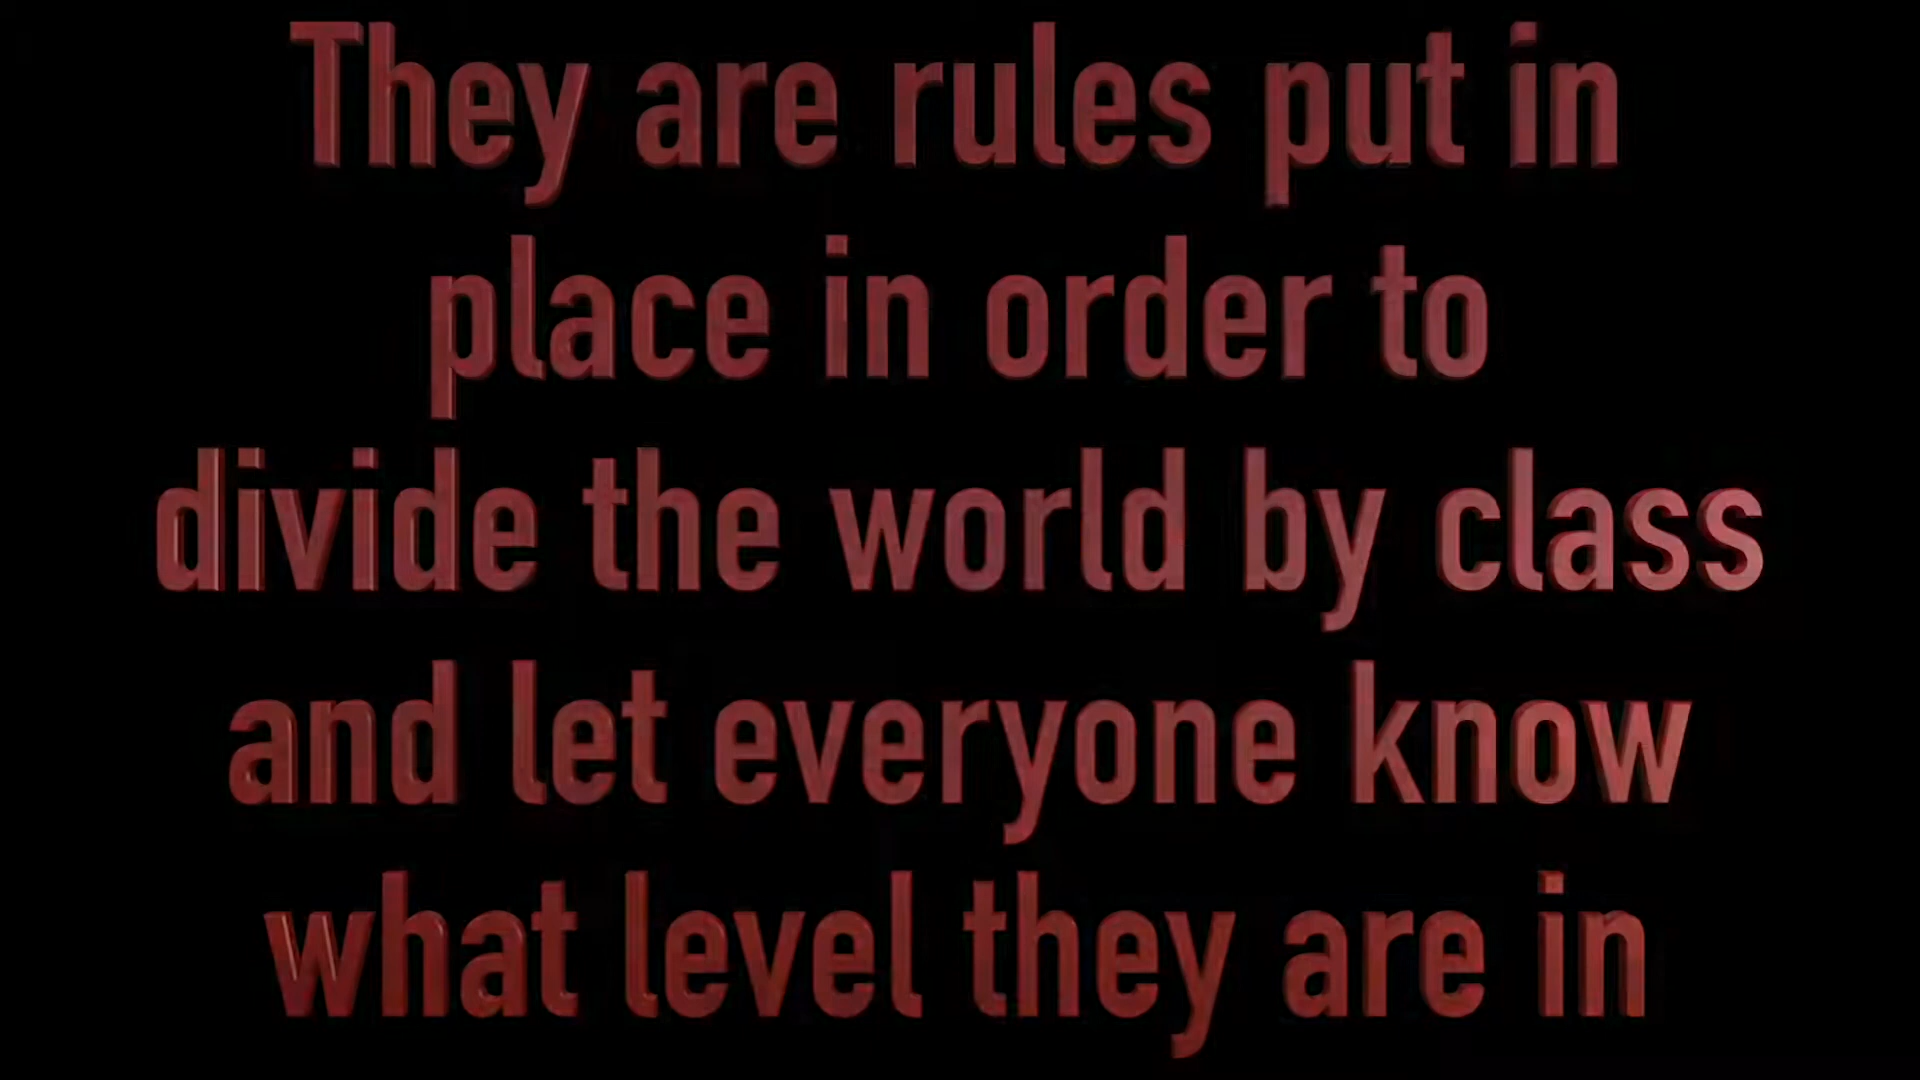 They are rules put in
place in order to
divide the world by class
and let everyone know
what level they are in